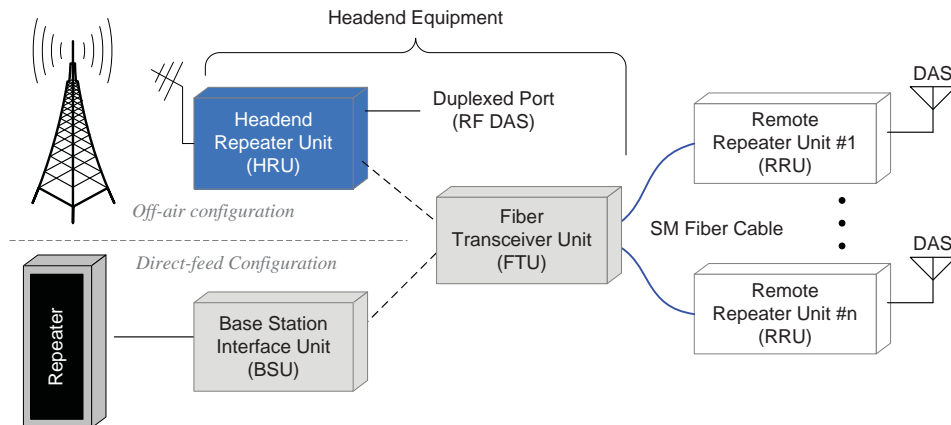 Headend Equipment
Headend
Repeater Unit
(HRU)
Duplexed Port
(RF DAS)
Off-air configuration
Direct-feed Configuration
Repeater
Base Station
Interface Unit
(BSU)
Fiber
Transceiver Unit
(FTU)
SM Fiber Cable
DAS
Remote
Repeater Unit #1
(RRU)
DAS
Remote
Repeater Unit #n
(RRU)